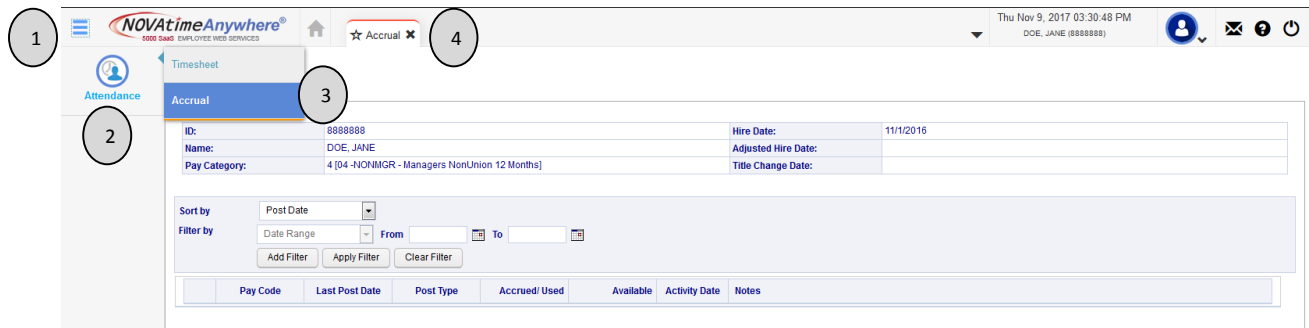 1
NOVAtimeAnywhere®
5000 SaaS EMPLOYEE WEB SERVICES
☆ Accrual ✖
4
Thu Nov 9, 2017 03:30:48 PM
DOE, JANE (8888888)
Timesheet
Attendance
Accrual
3
2
ID: 8888888 Hire Date: 11/1/2016
Name: DOE, JANE Adjusted Hire Date:
Pay Category: 4 [04 -NONMGR - Managers NonUnion 12 Months] Title Change Date:
Sort by Post Date
Filter by Date Range From To
Add Filter Apply Filter Clear Filter
Pay Code Last Post Date Post Type Accrued/ Used Available Activity Date Notes